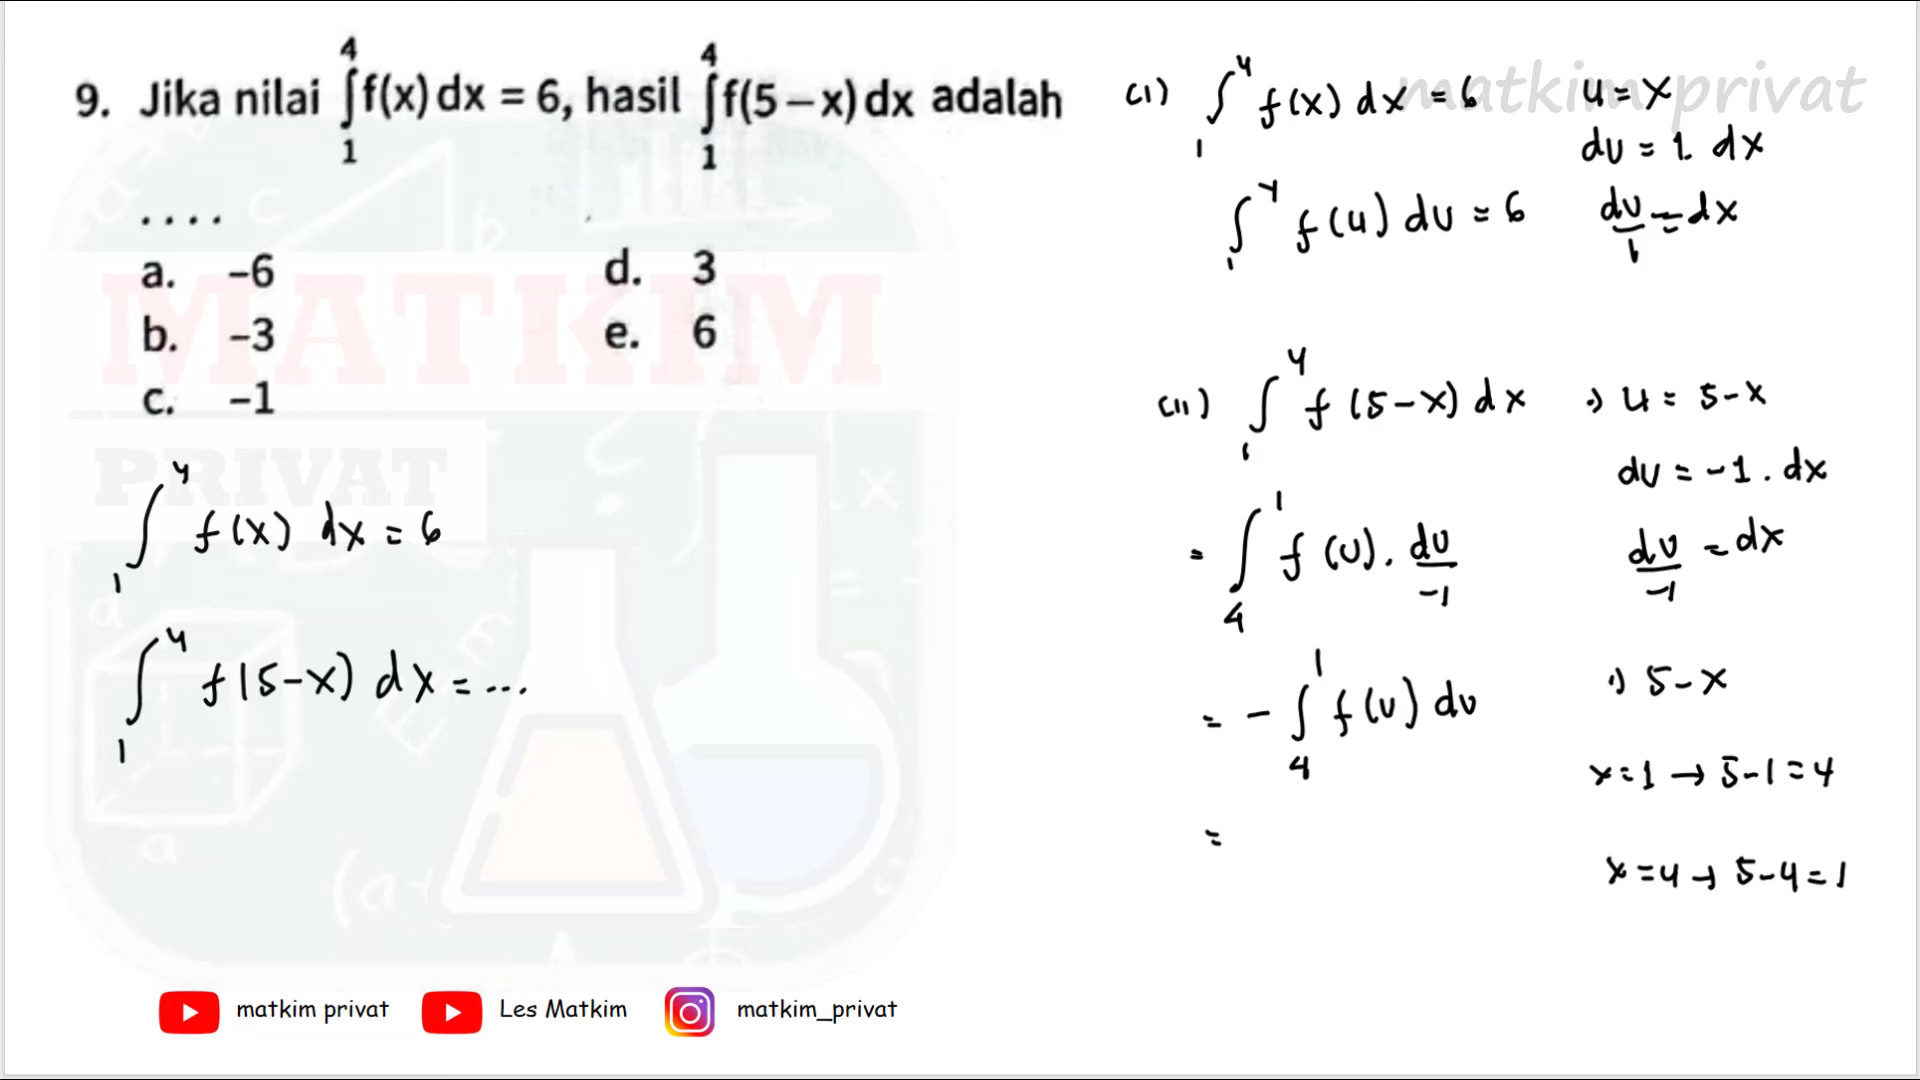 9. Jika nilai ∫₁⁴ f(x) dx = 6, hasil ∫₁⁴ f(5 – x) dx adalah
....
a. –6
b. –3
c. –1
d. 3
e. 6
MATKIM
PRIVAT
∫₁⁴ f(x) dx = 6
∫₁⁴ f(5-x) dx = ...
matkim privat
(i) ∫₁⁴ f(x) dx = 6
u = x
du = 1. dx
∫₁⁴ f(u) du = 6
du/1 = dx
(ii) ∫₁⁴ f(5-x) dx
→ u = 5-x
du = -1 . dx
= ∫₄¹ f(u) . du/-1
du/-1 = dx
= - ∫₄¹ f(u) du
→ 5-x
x = 1 → 5-1 = 4
=
x = 4 → 5-4 = 1
matkim privat
Les Matkim
matkim_privat